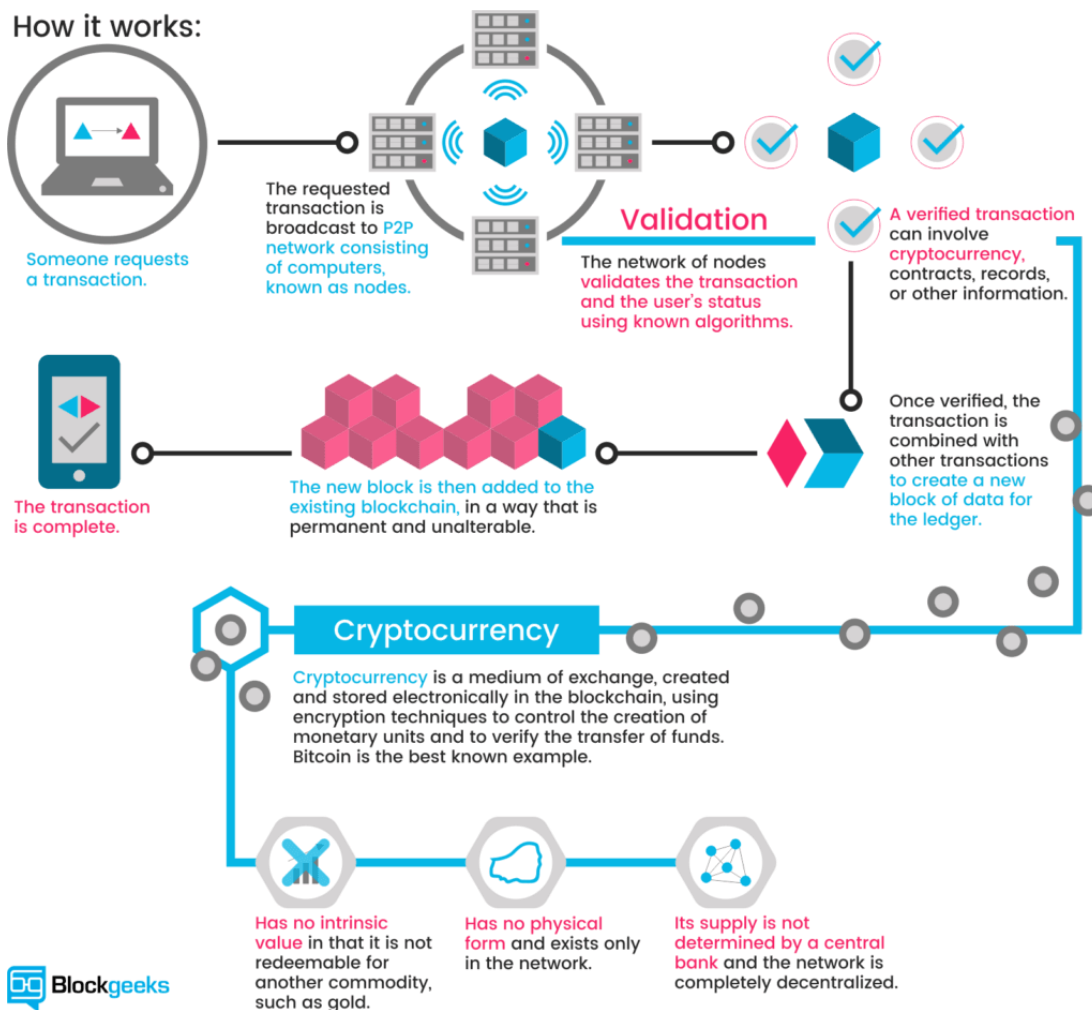 How it works:
Someone requests
a transaction.
The requested
transaction is
broadcast to P2P
network consisting
of computers,
known as nodes.
Validation
The network of nodes
validates the transaction
and the user's status
using known algorithms.
A verified transaction
can involve
cryptocurrency,
contracts, records,
or other information.
Once verified, the
transaction is
combined with
other transactions
to create a new
block of data for
the ledger.
The new block is then added to the
existing blockchain, in a way that is
permanent and unalterable.
The transaction
is complete.
Cryptocurrency
Cryptocurrency is a medium of exchange, created
and stored electronically in the blockchain, using
encryption techniques to control the creation of
monetary units and to verify the transfer of funds.
Bitcoin is the best known example.
Has no intrinsic
value in that it is not
redeemable for
another commodity,
such as gold.
Has no physical
form and exists only
in the network.
Its supply is not
determined by a central
bank and the network is
completely decentralized.
Blockgeeks